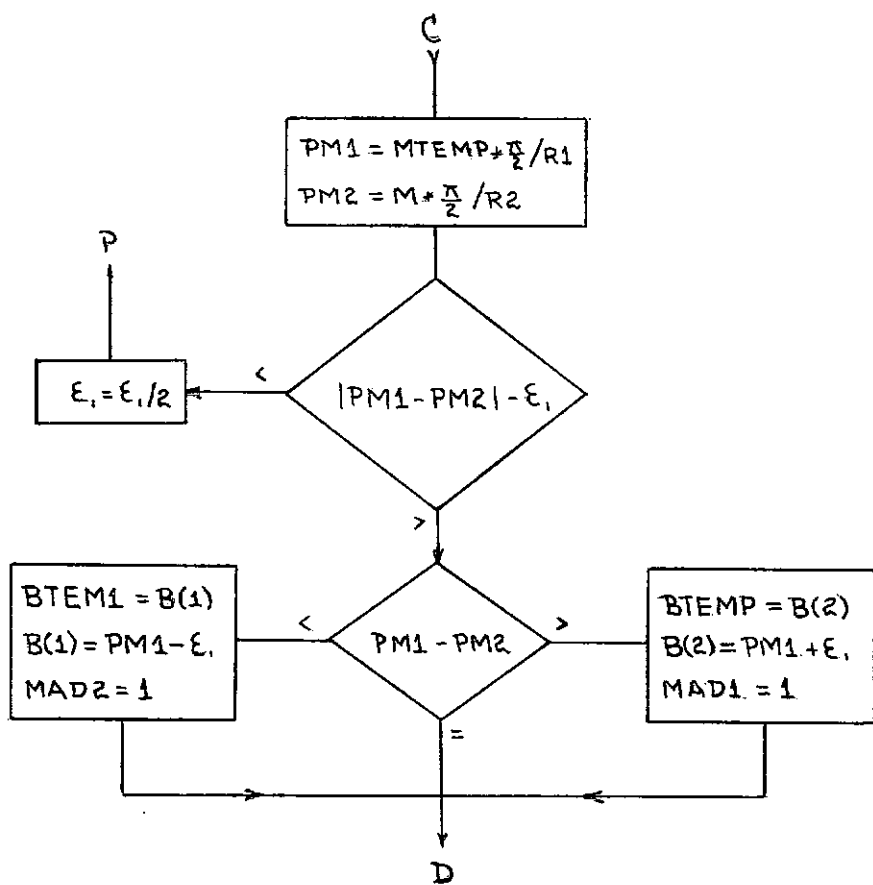 C
PM1 = MTEMP * π/2 /R1
PM2 = M * π/2 /R2
P
<
ε₁ = ε₁/2
|PM1 - PM2| - ε₁
>
BTEM1 = B(1)
B(1) = PM1 - ε₁
MAD2 = 1
<
PM1 - PM2
>
BTEMP = B(2)
B(2) = PM1 + ε₁
MAD1 = 1
=
D